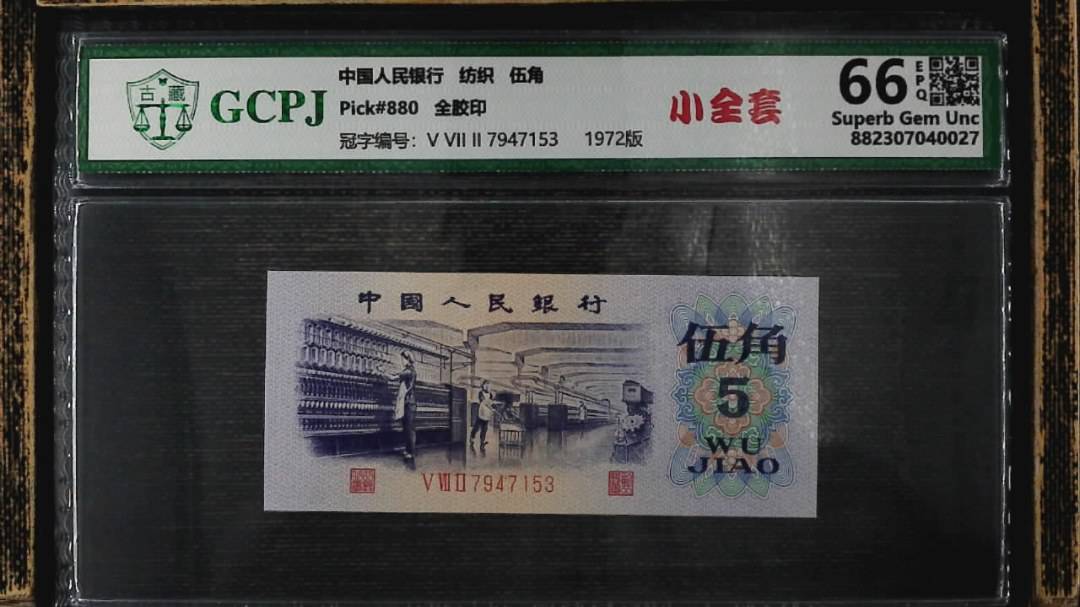 古 藏
GCPJ
中国人民银行 纺织 伍角
Pick#880 全胶印
冠字编号: V VII II 7947153 1972版
小全套
66 EPQ
Superb Gem Unc
882307040027
中國人民銀行
伍角
5
WU
JIAO
V VII II 7947153